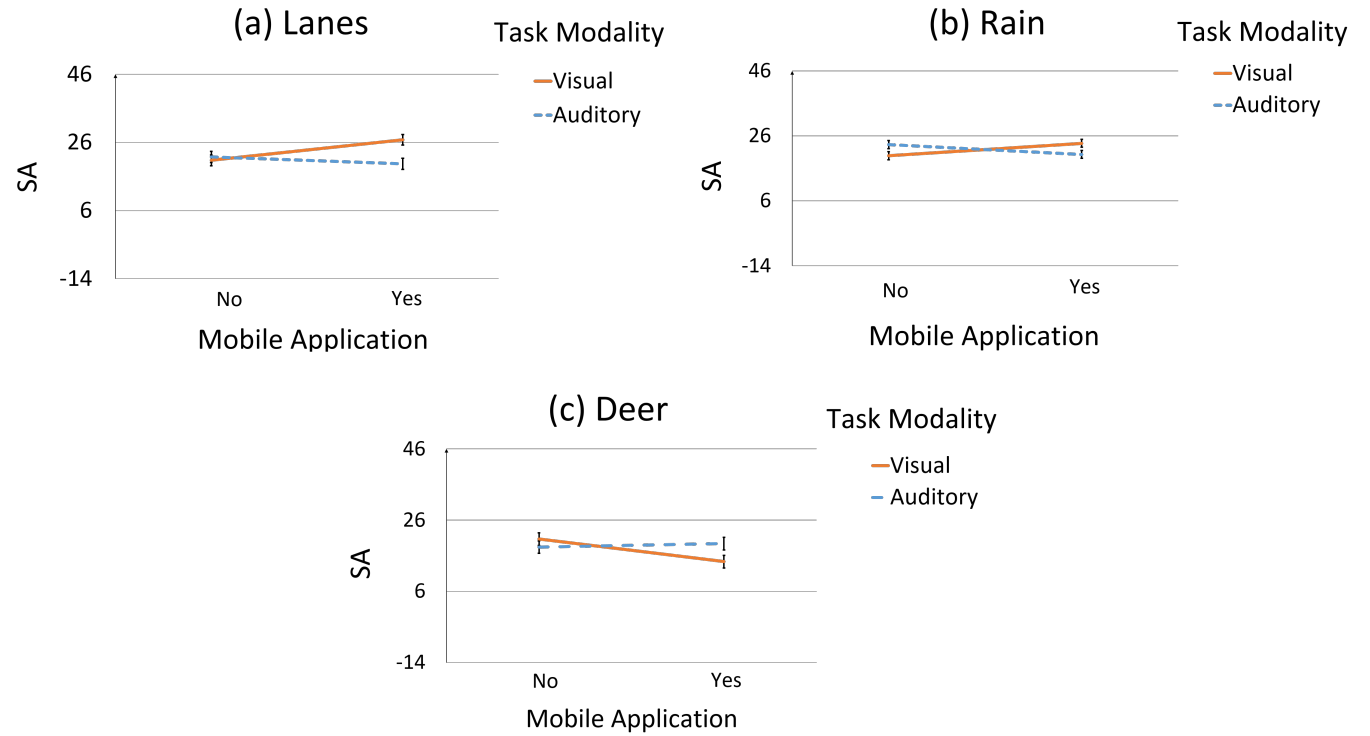 (a) Lanes
Task Modality
Visual
Auditory
46
26
6
-14
SA
No
Yes
Mobile Application
(b) Rain
Task Modality
Visual
Auditory
46
26
6
-14
SA
No
Yes
Mobile Application
(c) Deer
Task Modality
Visual
Auditory
46
26
6
-14
SA
No
Yes
Mobile Application